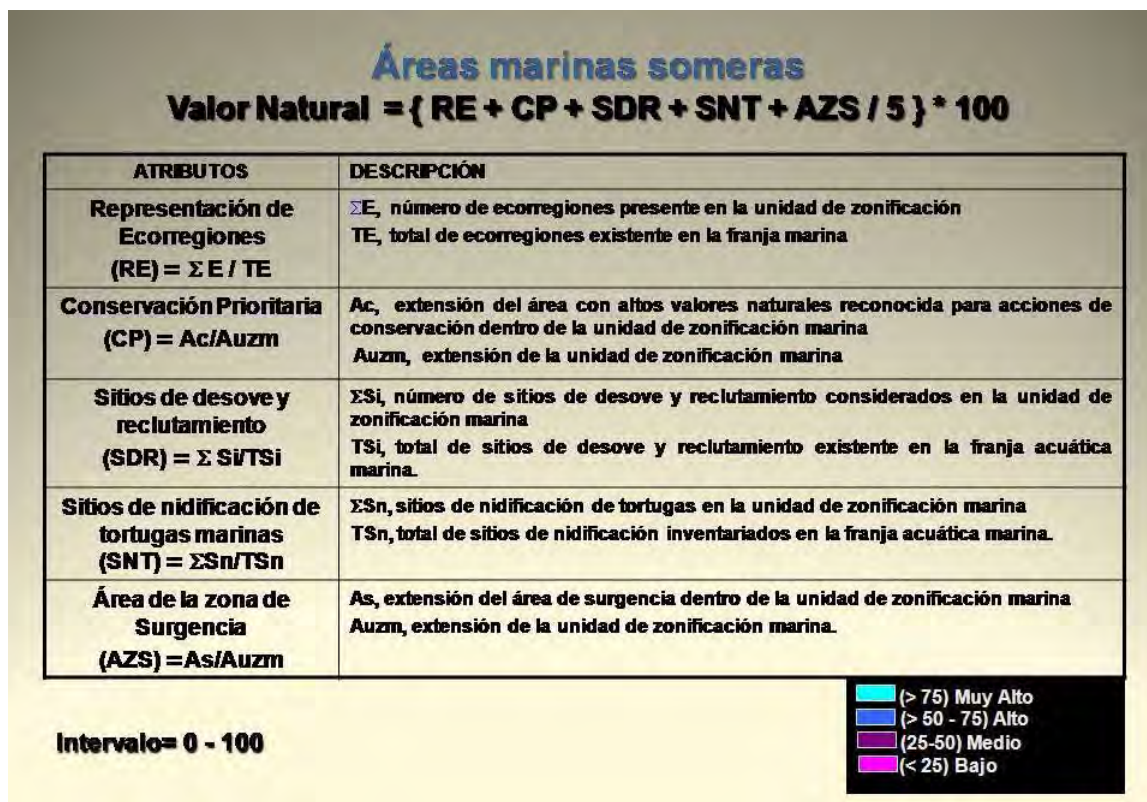 Áreas marinas someras
Valor Natural = { RE + CP + SDR + SNT + AZS / 5 } * 100
ATRIBUTOS
DESCRIPCIÓN
Representación de
Ecorregiones
(RE) = Σ E / TE
ΣE, número de ecorregiones presente en la unidad de zonificación
TE, total de ecorregiones existente en la franja marina
Conservación Prioritaria
(CP) = Ac/Auzm
Ac, extensión del área con altos valores naturales reconocida para acciones de
conservación dentro de la unidad de zonificación marina
Auzm, extensión de la unidad de zonificación marina
Sitios de desove y
reclutamiento
(SDR) = Σ Si/TSi
ΣSi, número de sitios de desove y reclutamiento considerados en la unidad de
zonificación marina
TSi, total de sitios de desove y reclutamiento existente en la franja acuática
marina.
Sitios de nidificación de
tortugas marinas
(SNT) = ΣSn/TSn
ΣSn, sitios de nidificación de tortugas en la unidad de zonificación marina
TSn, total de sitios de nidificación inventariados en la franja acuática marina.
Área de la zona de
Surgencia
(AZS) =As/Auzm
As, extensión del área de surgencia dentro de la unidad de zonificación marina
Auzm, extensión de la unidad de zonificación marina.
Intervalo= 0 - 100
(> 75) Muy Alto
(> 50 - 75) Alto
(25-50) Medio
(< 25) Bajo